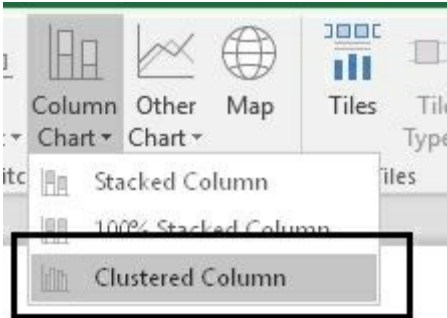 Column Other Map Tiles
Chart Chart
Stacked Column
100% Stacked Column
Clustered Column